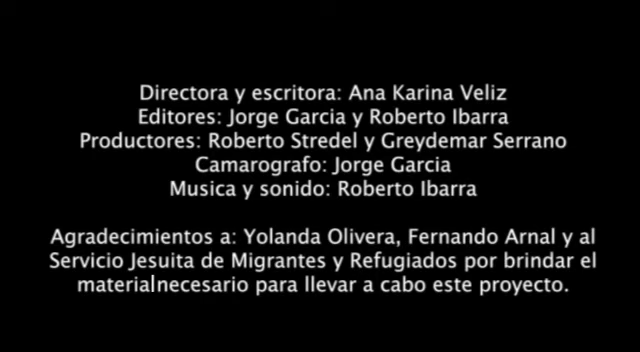 Directora y escritora: Ana Karina Veliz
Editores: Jorge Garcia y Roberto Ibarra
Productores: Roberto Stredel y Greydemar Serrano
Camarografo: Jorge Garcia
Musica y sonido: Roberto Ibarra
Agradecimientos a: Yolanda Olivera, Fernando Arnal y al
Servicio Jesuita de Migrantes y Refugiados por brindar el
materialnecesario para llevar a cabo este proyecto.